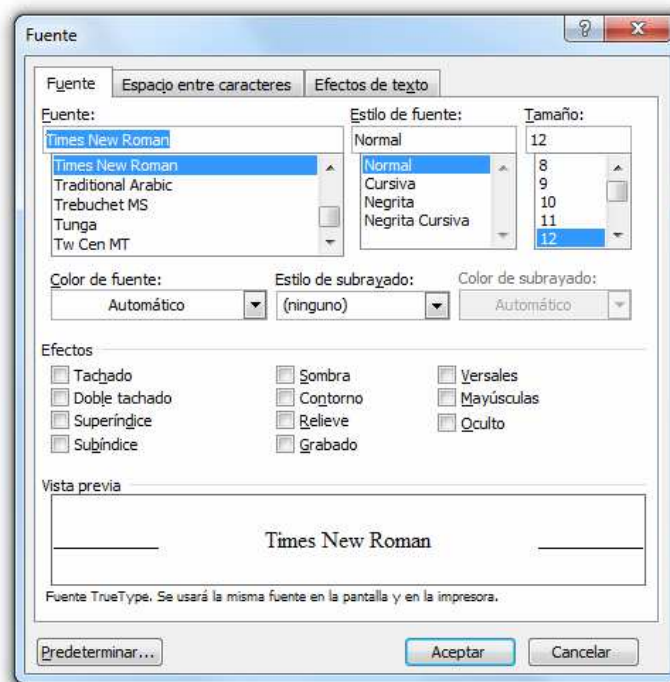 Fuente
Fuente Espacio entre caracteres Efectos de texto
Fuente: Estilo de fuente: Tamaño:
Times New Roman Normal 12
Times New Roman Normal 8
Traditional Arabic Cursiva 9
Trebuchet MS Negrita 10
Tunga Negrita Cursiva 11
Tw Cen MT 12
Color de fuente: Estilo de subrayado: Color de subrayado:
Automático (ninguno) Automático
Efectos
Tachado Sombra Versales
Doble tachado Contorno Mayúsculas
Superíndice Relieve Oculto
Subíndice Grabado
Vista previa
Times New Roman
Fuente TrueType. Se usará la misma fuente en la pantalla y en la impresora.
Predeterminar... Aceptar Cancelar